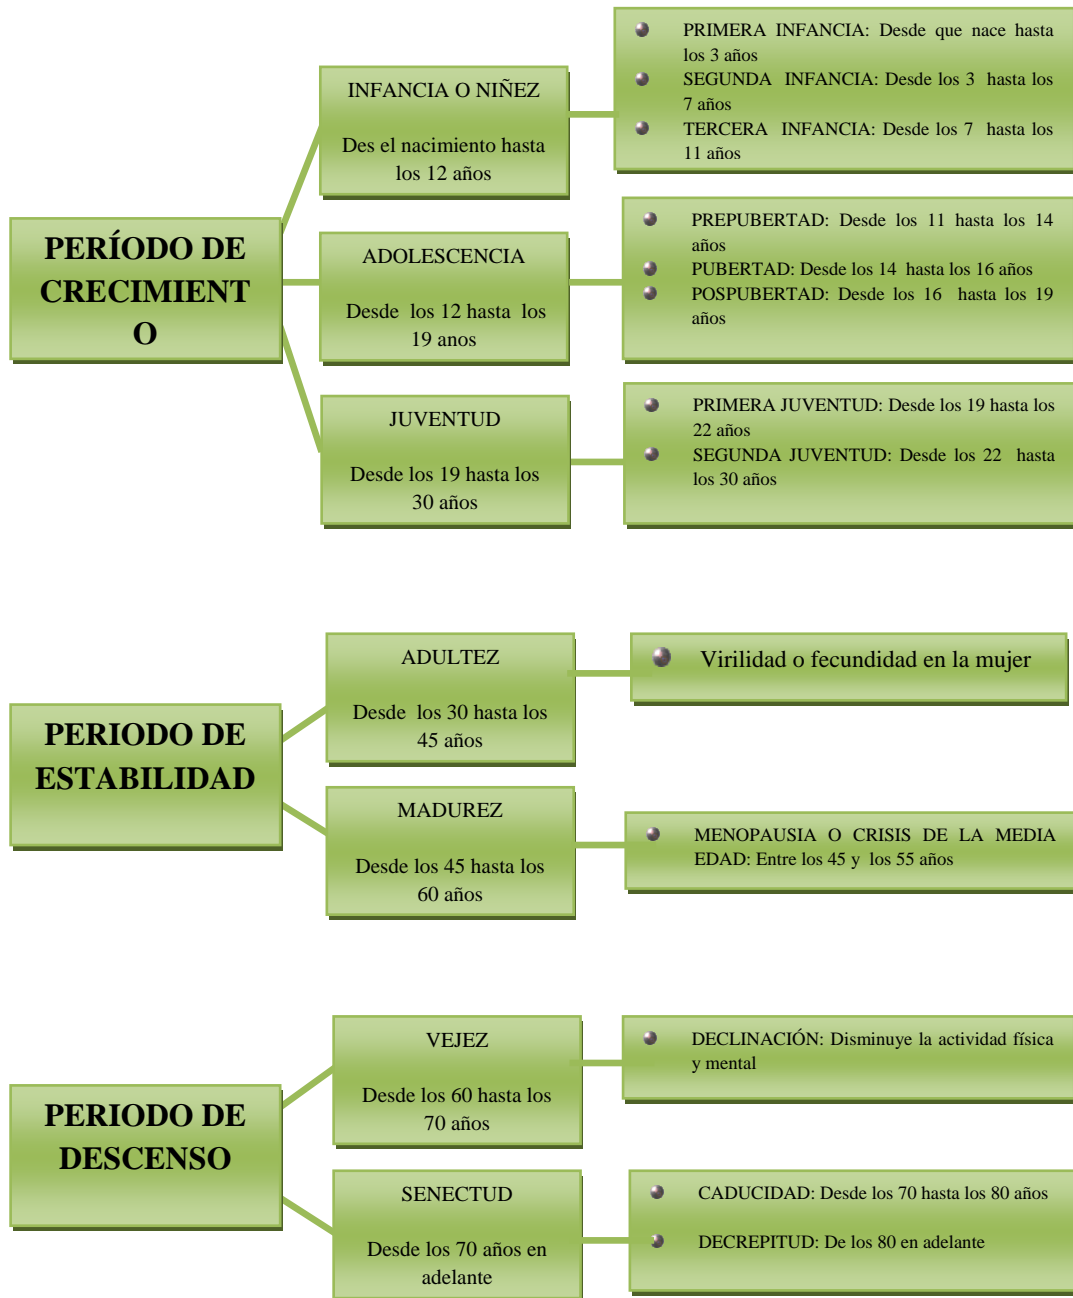 PERÍODO DE
CRECIMIENT
O
INFANCIA O NIÑEZ
Des el nacimiento hasta
los 12 años
PRIMERA INFANCIA: Desde que nace hasta
los 3 años
SEGUNDA INFANCIA: Desde los 3 hasta los
7 años
TERCERA INFANCIA: Desde los 7 hasta los
11 años
ADOLESCENCIA
Desde los 12 hasta los
19 anos
PREPUBERTAD: Desde los 11 hasta los 14
años
PUBERTAD: Desde los 14 hasta los 16 años
POSPUBERTAD: Desde los 16 hasta los 19
años
JUVENTUD
Desde los 19 hasta los
30 años
PRIMERA JUVENTUD: Desde los 19 hasta los
22 años
SEGUNDA JUVENTUD: Desde los 22 hasta
los 30 años
PERIODO DE
ESTABILIDAD
ADULTEZ
Desde los 30 hasta los
45 años
Virilidad o fecundidad en la mujer
MADUREZ
Desde los 45 hasta los
60 años
MENOPAUSIA O CRISIS DE LA MEDIA
EDAD: Entre los 45 y los 55 años
PERIODO DE
DESCENSO
VEJEZ
Desde los 60 hasta los
70 años
DECLINACIÓN: Disminuye la actividad física
y mental
SENECTUD
Desde los 70 años en
adelante
CADUCIDAD: Desde los 70 hasta los 80 años
DECREPITUD: De los 80 en adelante